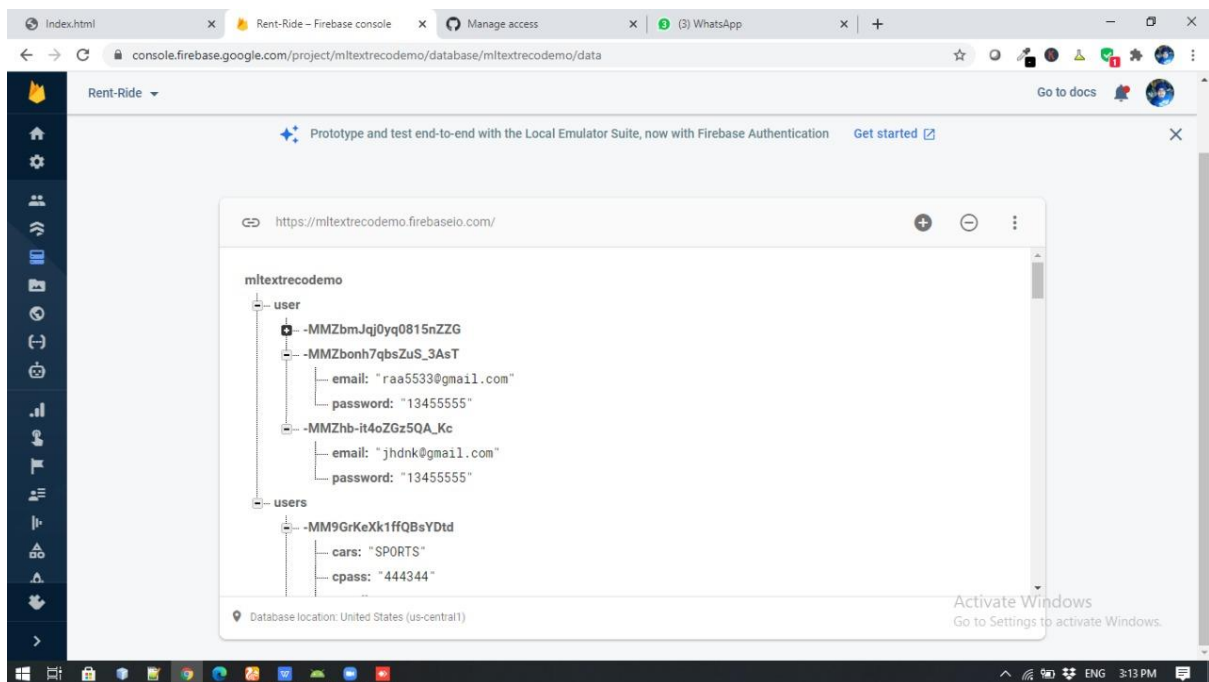 Index.html
Rent-Ride – Firebase console
Manage access
(3) WhatsApp
console.firebase.google.com/project/mltextrecodemo/database/mltextrecodemo/data
Rent-Ride
Go to docs
Prototype and test end-to-end with the Local Emulator Suite, now with Firebase Authentication Get started
https://mltextrecodemo.firebaseio.com/
mltextrecodemo
user
-MMZbmJqj0yq0815nZZG
-MMZbonh7qbsZuS_3AsT
email: "raa5533@gmail.com"
password: "13455555"
-MMZhb-it4oZGz5QA_Kc
email: "jhdnk@gmail.com"
password: "13455555"
users
-MM9GrKeXk1ffQBsYDtd
cars: "SPORTS"
cpass: "444344"
Database location: United States (us-central1)
Activate Windows
Go to Settings to activate Windows.
ENG 3:13 PM